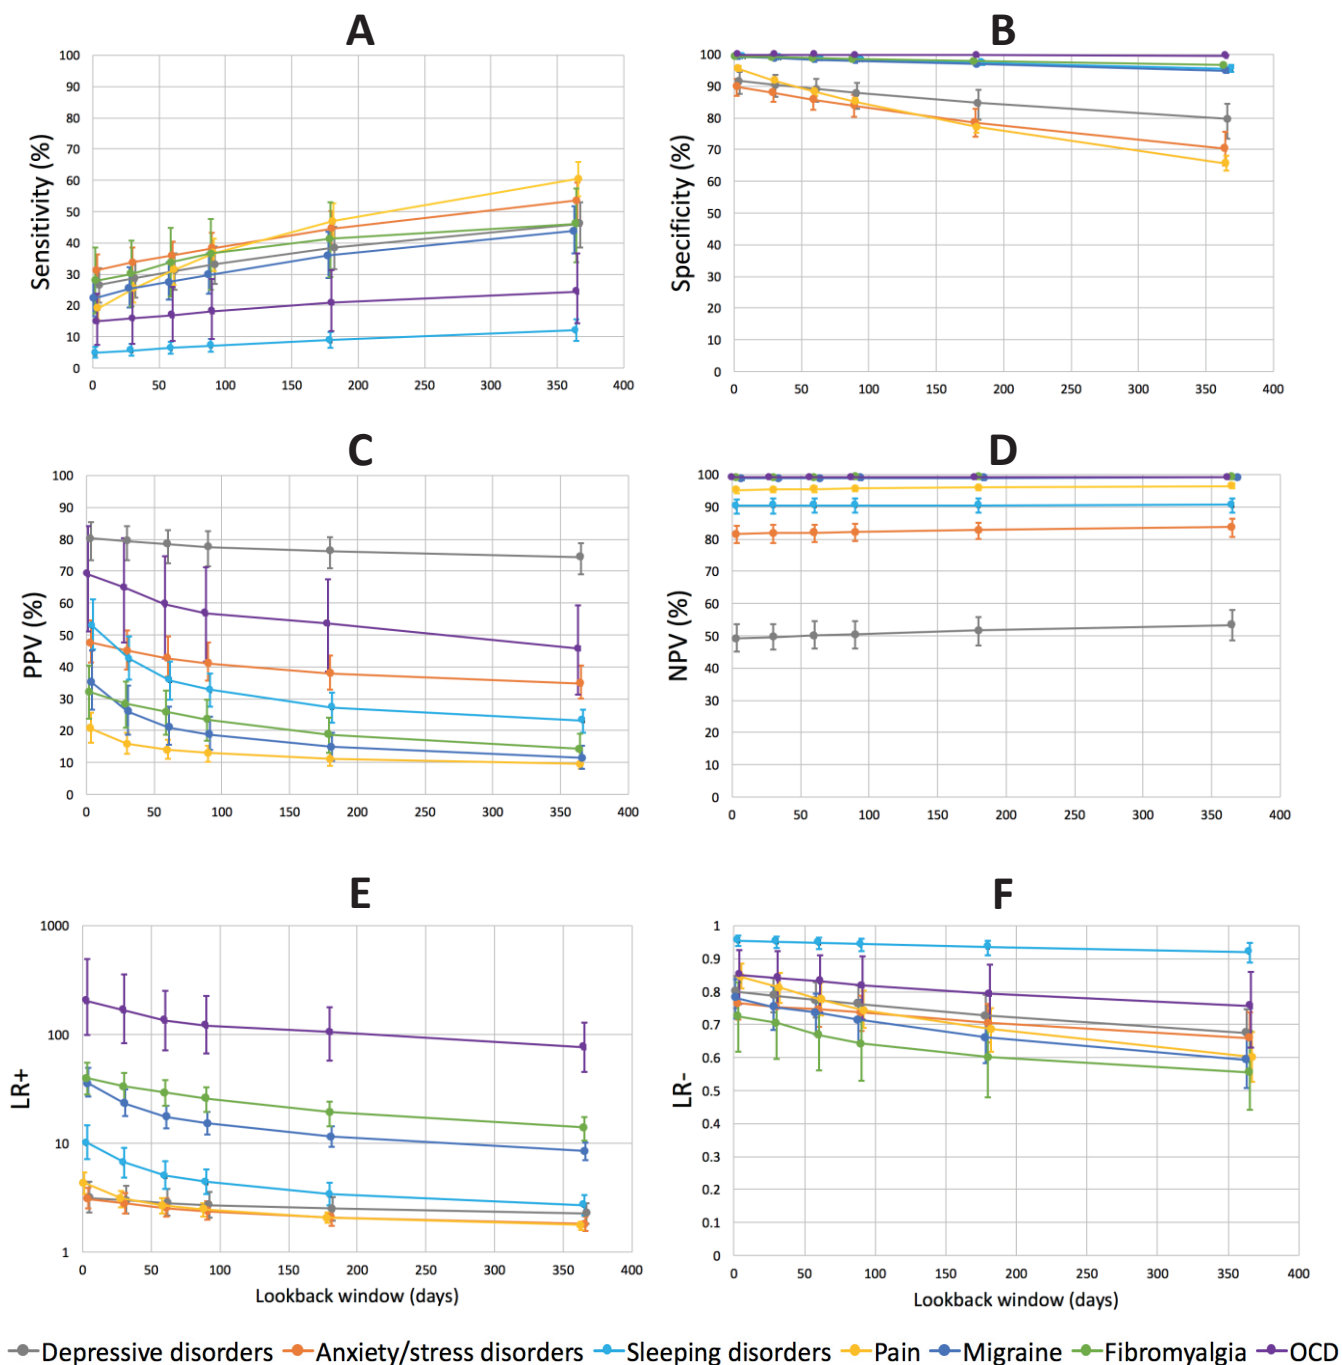 A
B
100
90
80
70
60
50
40
30
20
10
0
Sensitivity (%)
0 50 100 150 200 250 300 350 400
100
90
80
70
60
50
40
30
20
10
0
Specificity (%)
0 50 100 150 200 250 300 350 400
C
D
100
90
80
70
60
50
40
30
20
10
0
PPV (%)
0 50 100 150 200 250 300 350 400
100
90
80
70
60
50
40
30
20
10
0
NPV (%)
0 50 100 150 200 250 300 350 400
E
F
1000
100
10
1
LR+
0 50 100 150 200 250 300 350 400
Lookback window (days)
1
0.9
0.8
0.7
0.6
0.5
0.4
0.3
0.2
0.1
0
LR-
0 50 100 150 200 250 300 350 400
Lookback window (days)
Depressive disorders Anxiety/stress disorders Sleeping disorders Pain Migraine Fibromyalgia OCD